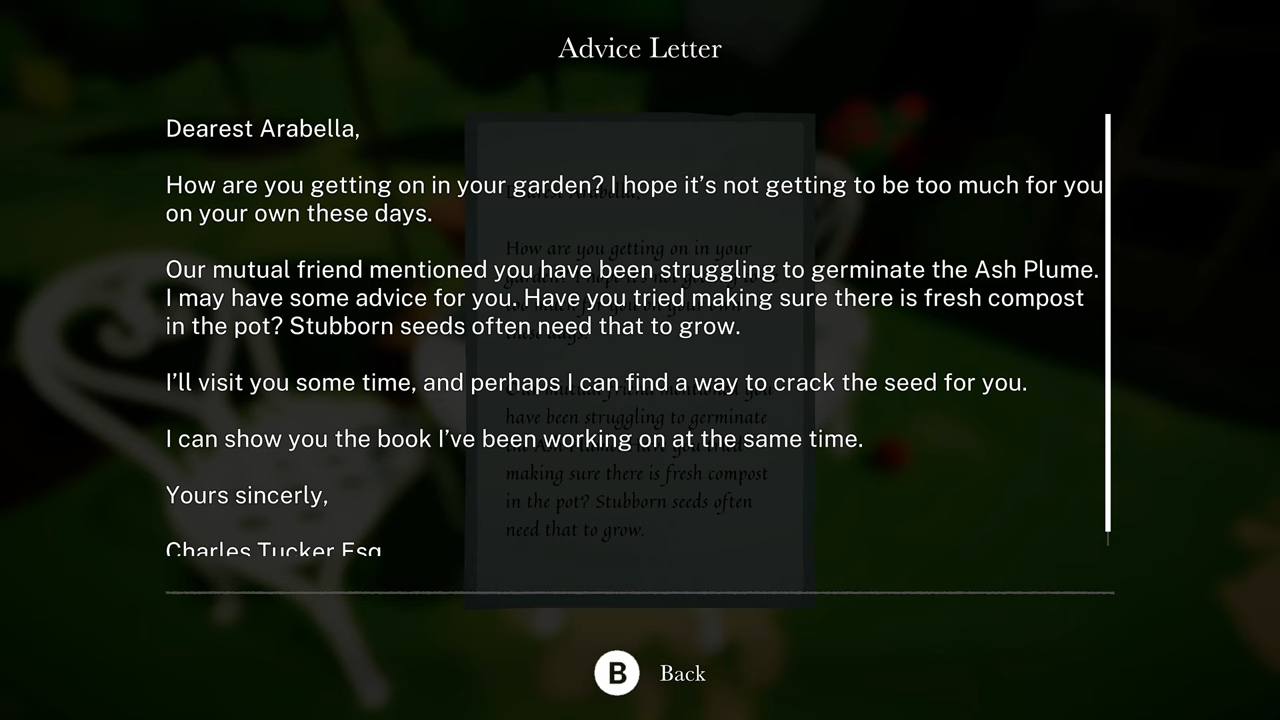 Advice Letter
Dearest Arabella,
How are you getting on in your garden? I hope it’s not getting to be too much for you
on your own these days.
Our mutual friend mentioned you have been struggling to germinate the Ash Plume.
I may have some advice for you. Have you tried making sure there is fresh compost
in the pot? Stubborn seeds often need that to grow.
I’ll visit you some time, and perhaps I can find a way to crack the seed for you.
I can show you the book I’ve been working on at the same time.
Yours sincerly,
Charles Tucker Esq
How are you getting on in your
have been struggling to germinate
making sure there is fresh compost
in the pot? Stubborn seeds often
need that to grow.
B Back